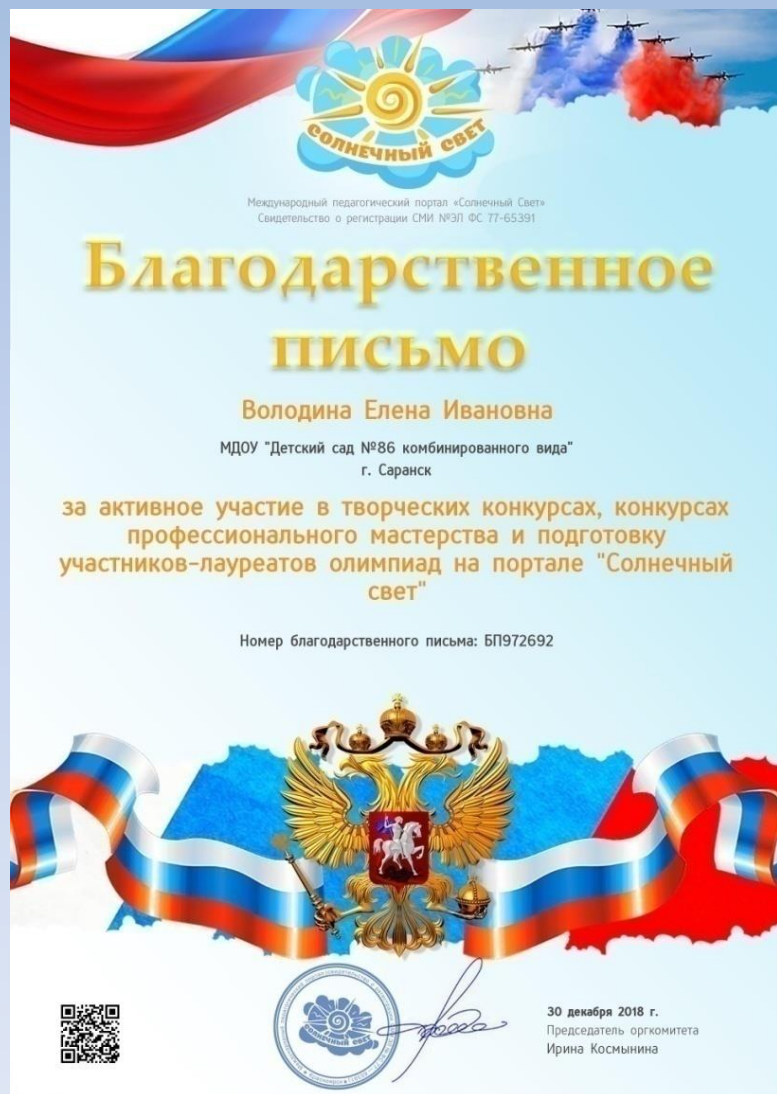 СОЛНЕЧНЫЙ СВЕТ
Международный педагогический портал «Солнечный Свет»
Свидетельство о регистрации СМИ №ЭЛ ФС 77-65391
Благодарственное
письмо
Володина Елена Ивановна
МДОУ "Детский сад №86 комбинированного вида"
г. Саранск
за активное участие в творческих конкурсах, конкурсах
профессионального мастерства и подготовку
участников-лауреатов олимпиад на портале "Солнечный
свет"
Номер благодарственного письма: БП972692
СОЛНЕЧНЫЙ СВЕТ
30 декабря 2018 г.
Председатель оргкомитета
Ирина Космынина